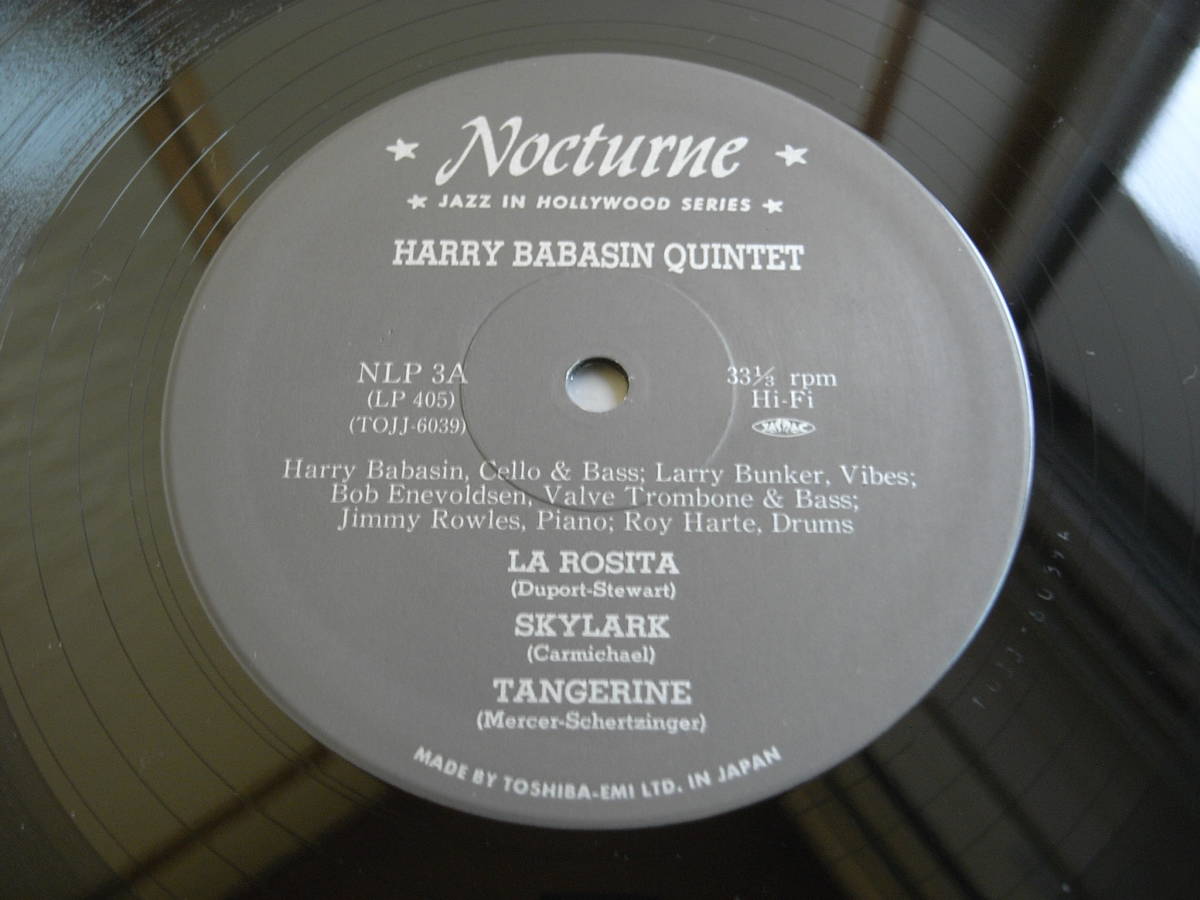 Nocturne
JAZZ IN HOLLYWOOD SERIES
HARRY BABASIN QUINTET
NLP 3A
(LP 405)
(TOJJ-6039)
33⅓ rpm
Hi-Fi
JASRAC
Harry Babasin, Cello & Bass; Larry Bunker, Vibes;
Bob Enevoldsen, Valve Trombone & Bass;
Jimmy Rowles, Piano; Roy Harte, Drums
LA ROSITA
(Duport-Stewart)
SKYLARK
(Carmichael)
TANGERINE
(Mercer-Schertzinger)
MADE BY TOSHIBA-EMI LTD. IN JAPAN